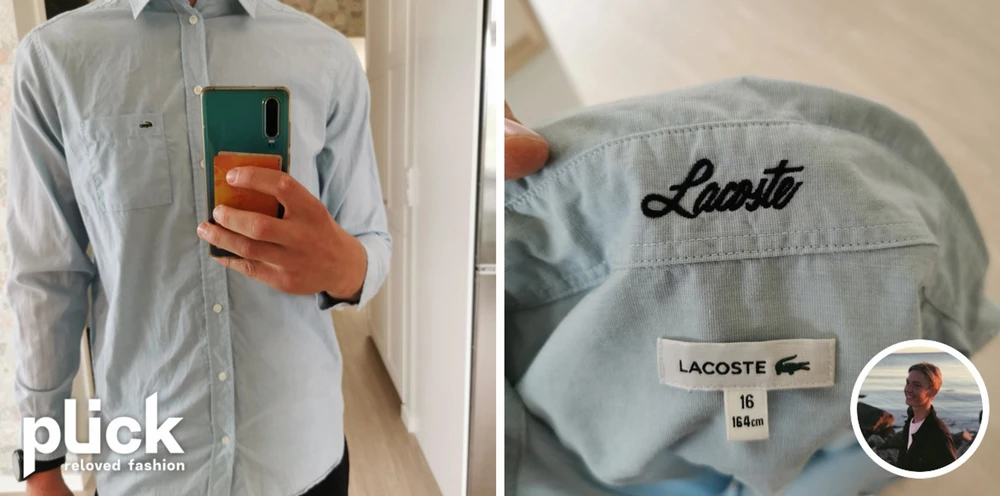 plick
reloved fashion
Lacoste
LACOSTE
16
164cm